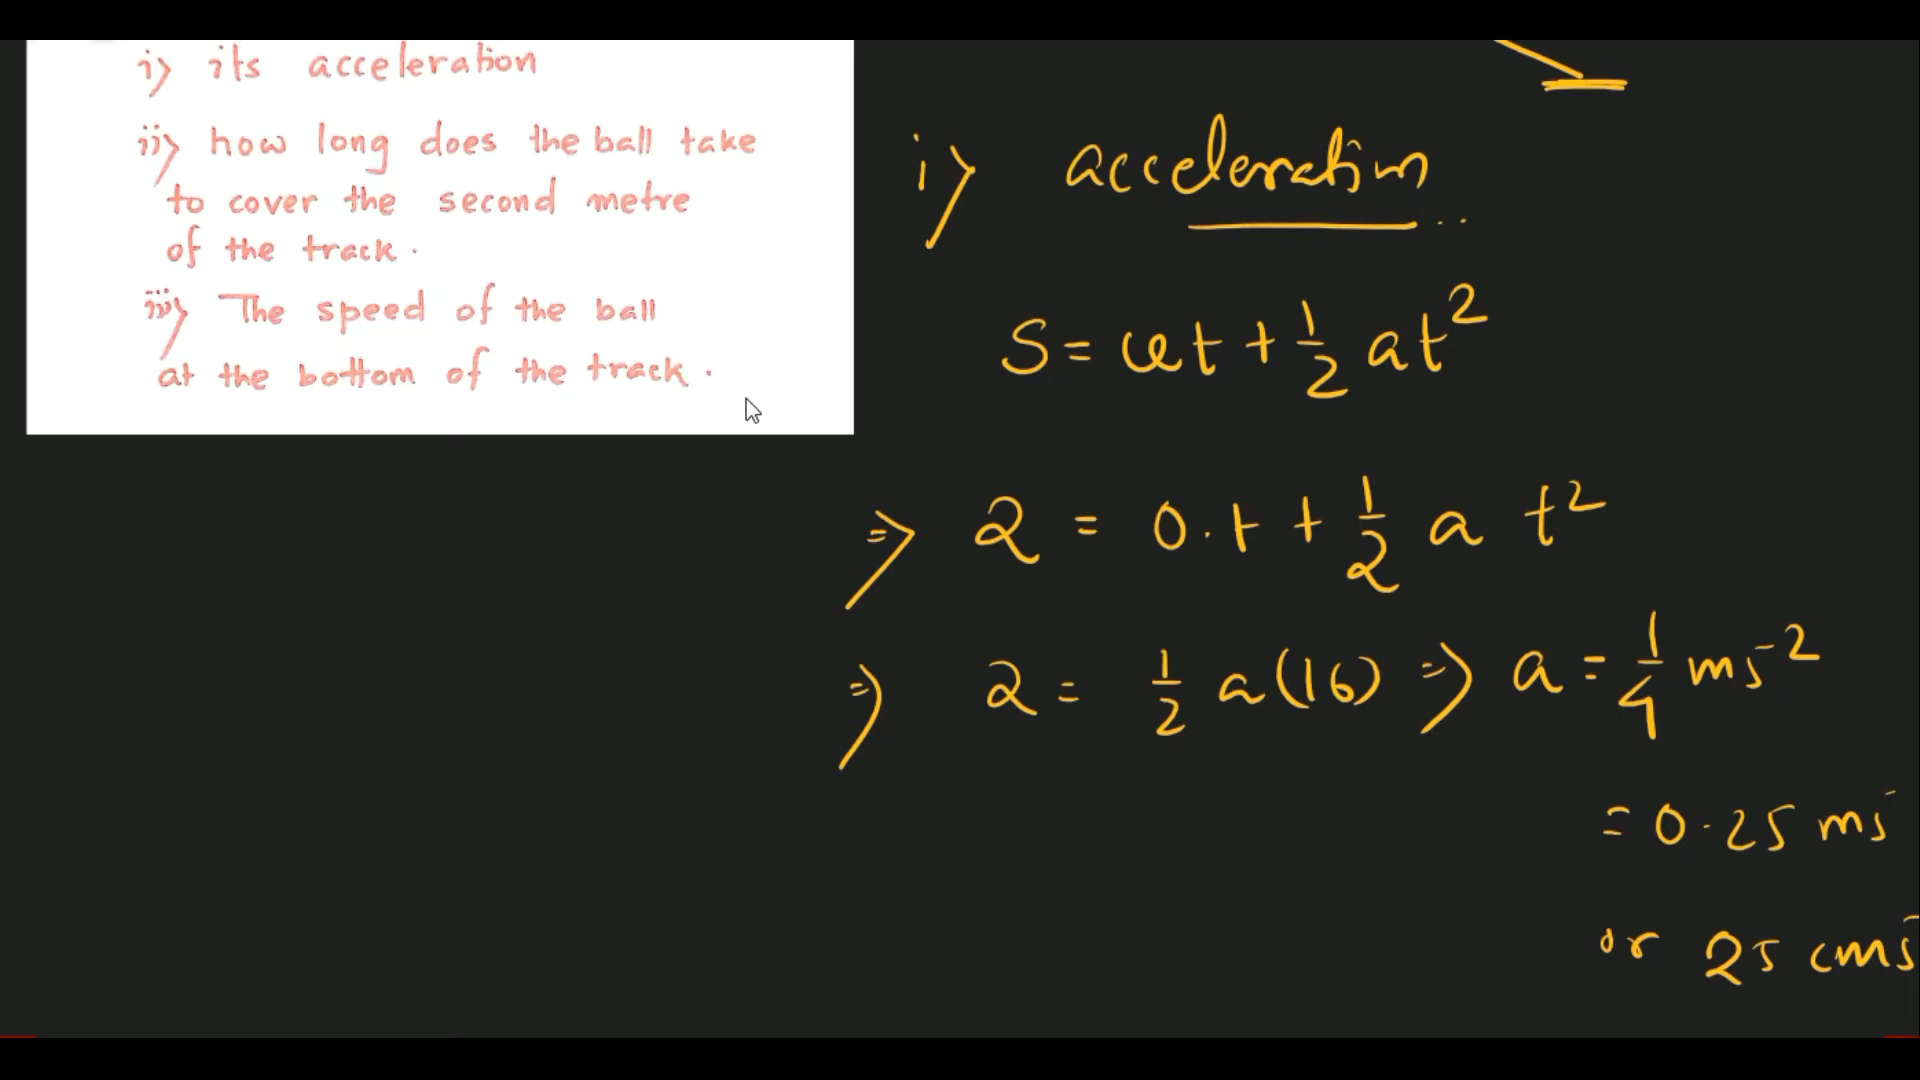 i) its acceleration
ii) how long does the ball take
to cover the second metre
of the track.
iii) The speed of the ball
at the bottom of the track.
i) acceleration
S = ut + 1/2 at²
⇒ 2 = 0.t + 1/2 a t²
⇒ 2 = 1/2 a(16) ⇒ a = 1/4 ms⁻²
= 0.25 ms⁻
or 25 cms⁻